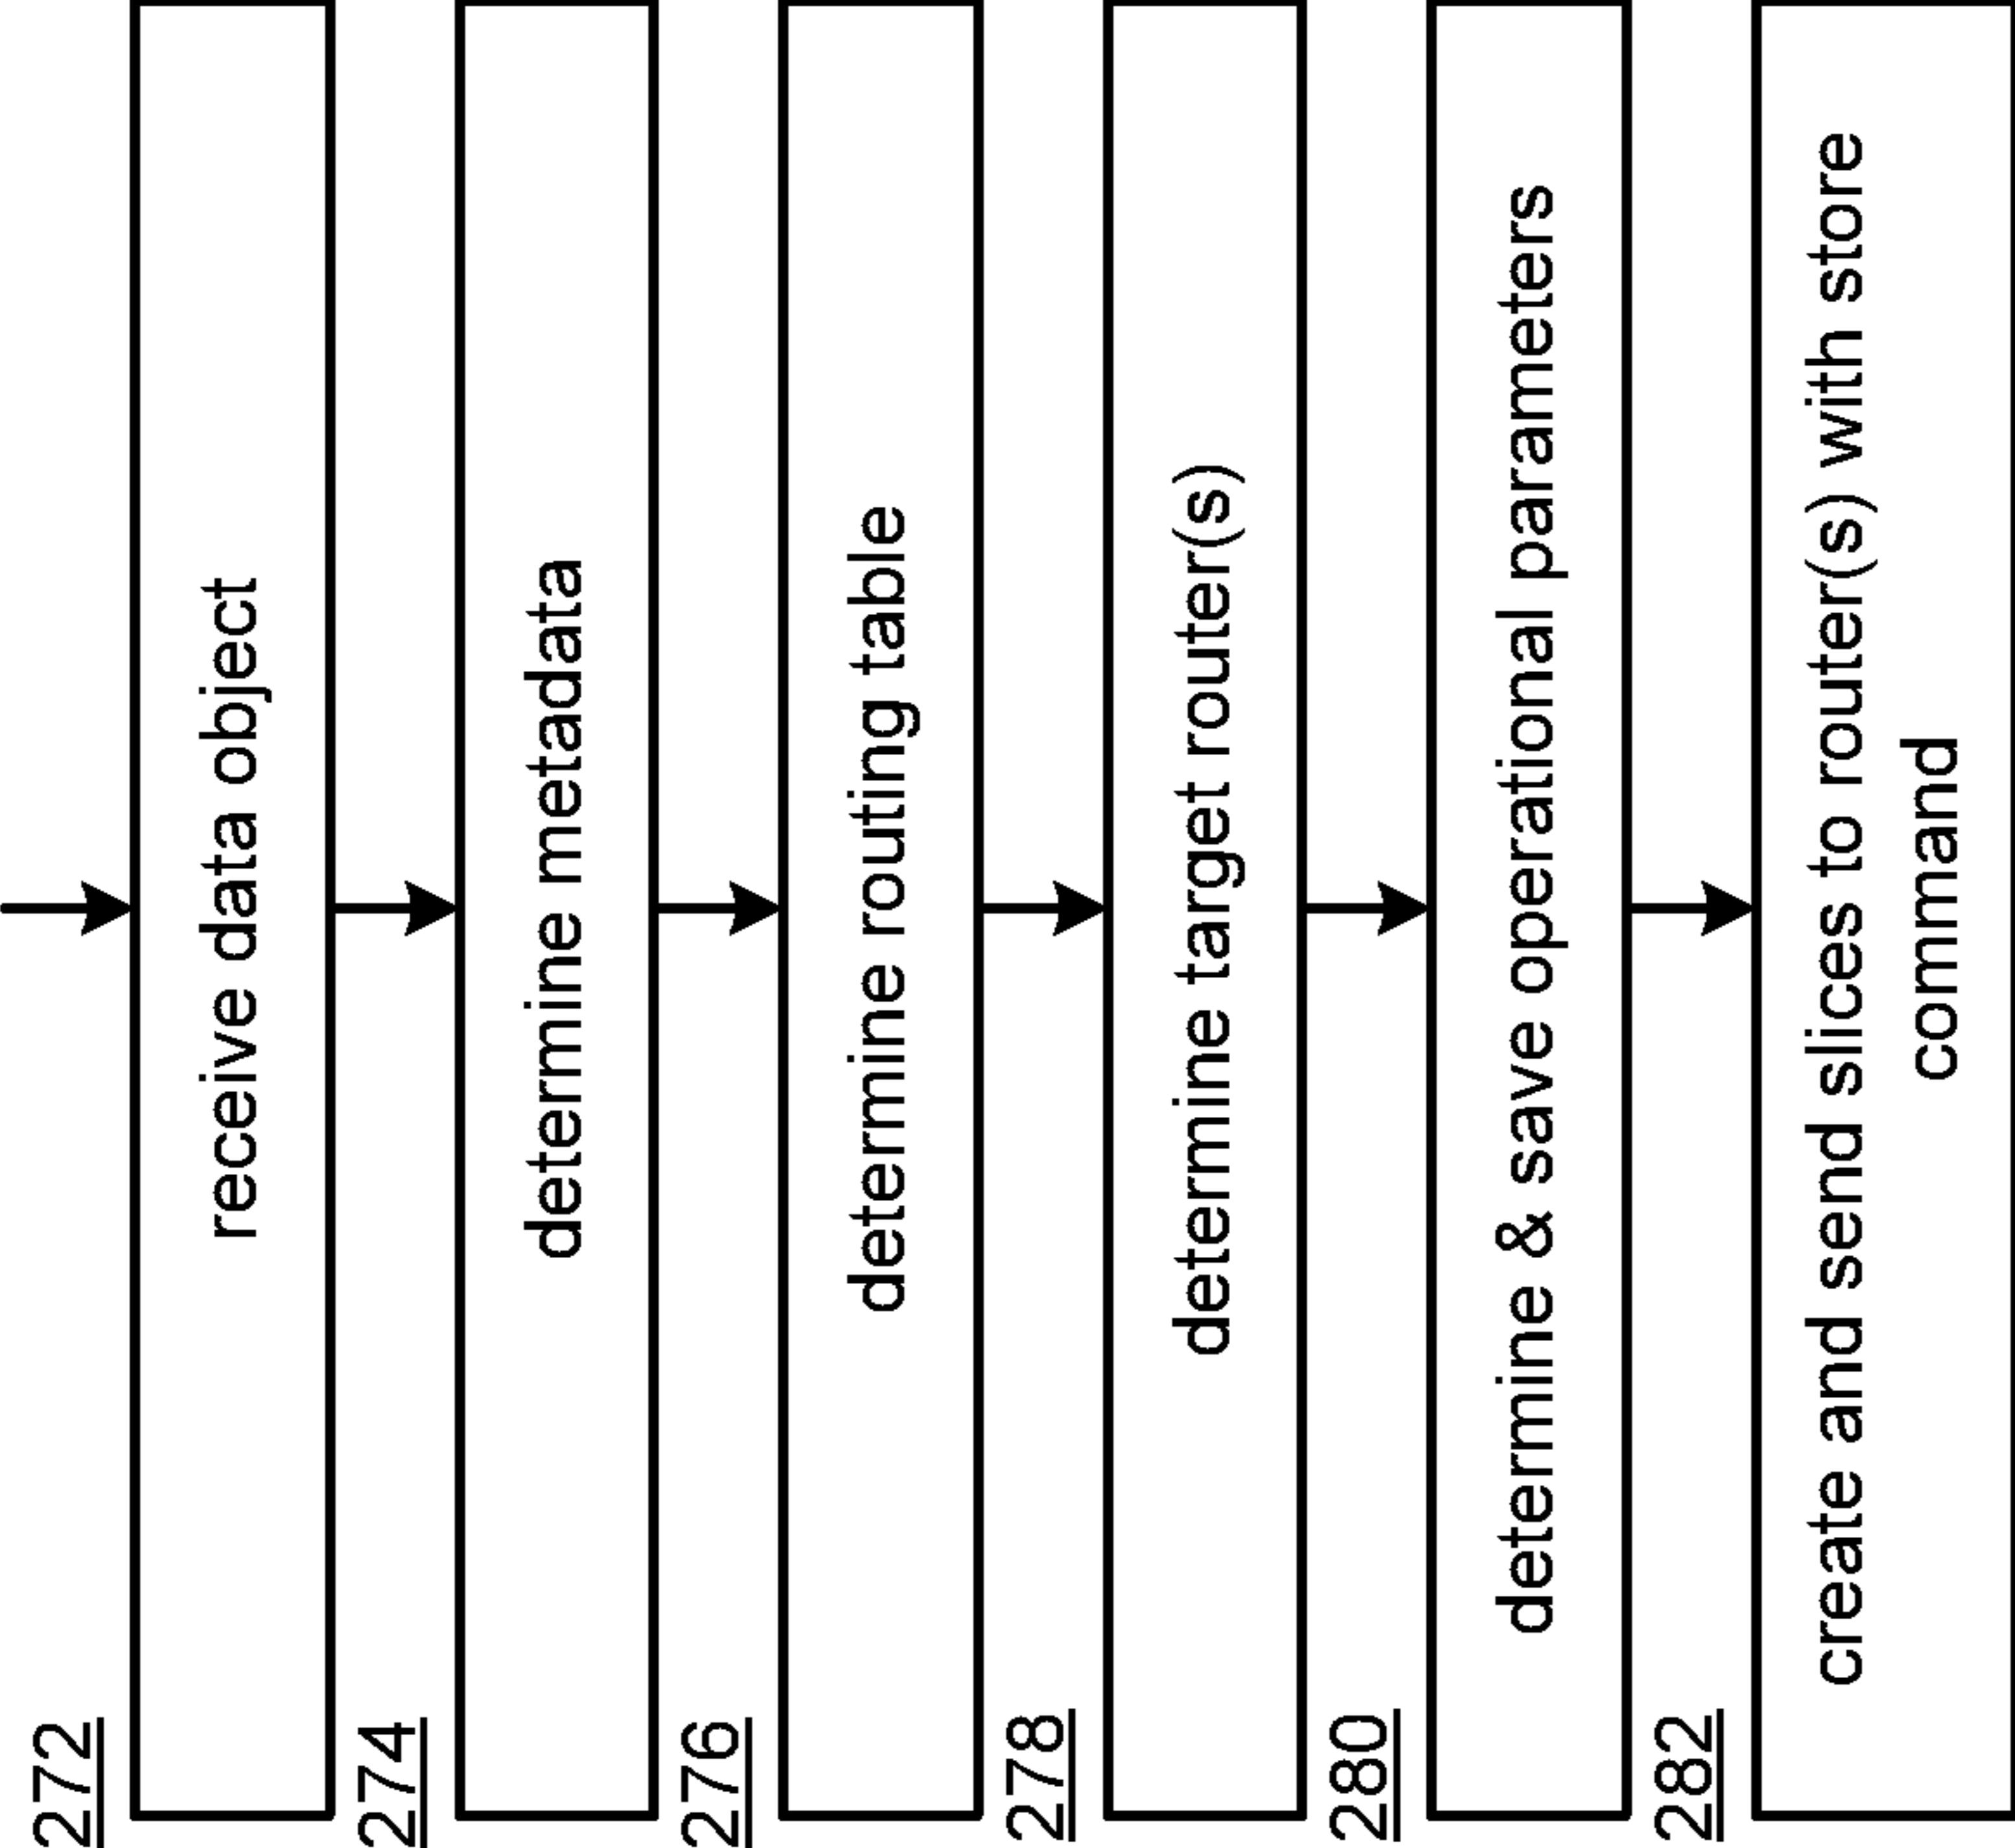 272
receive data object
274
determine metadata
276
determine routing table
278
determine target router(s)
280
determine & save operational parameters
282
create and send slices to router(s) with store
command